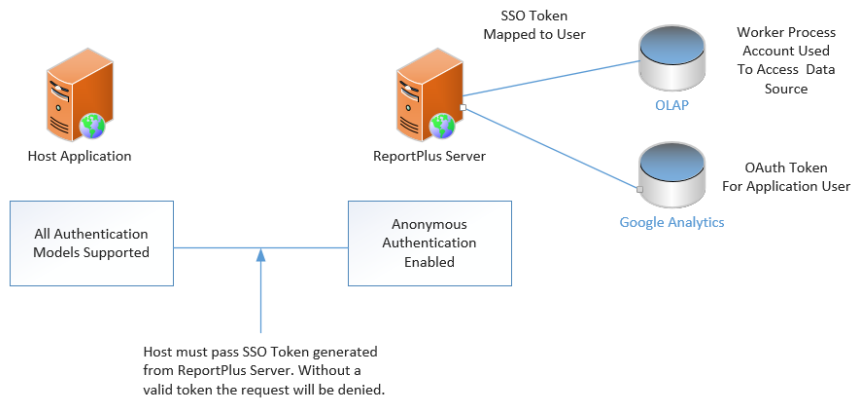 SSO Token
Mapped to User
Worker Process
Account Used
To Access Data
Source
OLAP
Host Application
ReportPlus Server
OAuth Token
For Application User
Google Analytics
All Authentication
Models Supported
Anonymous
Authentication
Enabled
Host must pass SSO Token generated
from ReportPlus Server. Without a
valid token the request will be denied.